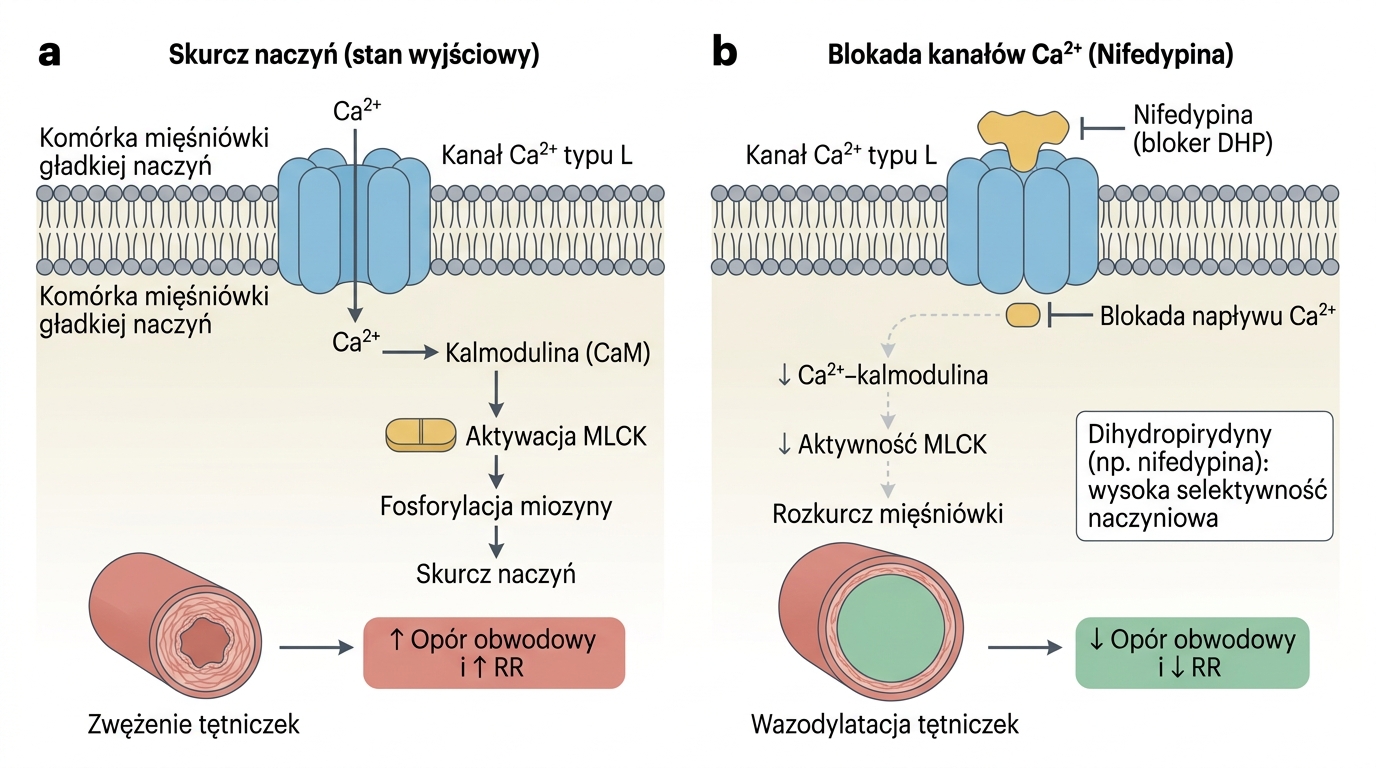 a
Skurcz naczyń (stan wyjściowy)
Ca²⁺
Komórka mięśniówki
gładkiej naczyń
Kanał Ca²⁺ typu L
Komórka mięśniówki
gładkiej naczyń
Ca²⁺
Kalmodulina (CaM)
Aktywacja MLCK
Fosforylacja miozyny
Skurcz naczyń
↑ Opór obwodowy
i ↑ RR
Zwężenie tętniczek
b
Blokada kanałów Ca²⁺ (Nifedypina)
Nifedypina
(bloker DHP)
Kanał Ca²⁺ typu L
Blokada napływu Ca²⁺
↓ Ca²⁺–kalmodulina
↓ Aktywność MLCK
Rozkurcz mięśniówki
Dihydropirydyny
(np. nifedypina):
wysoka selektywność
naczyniowa
↓ Opór obwodowy
i ↓ RR
Wazodylatacja tętniczek